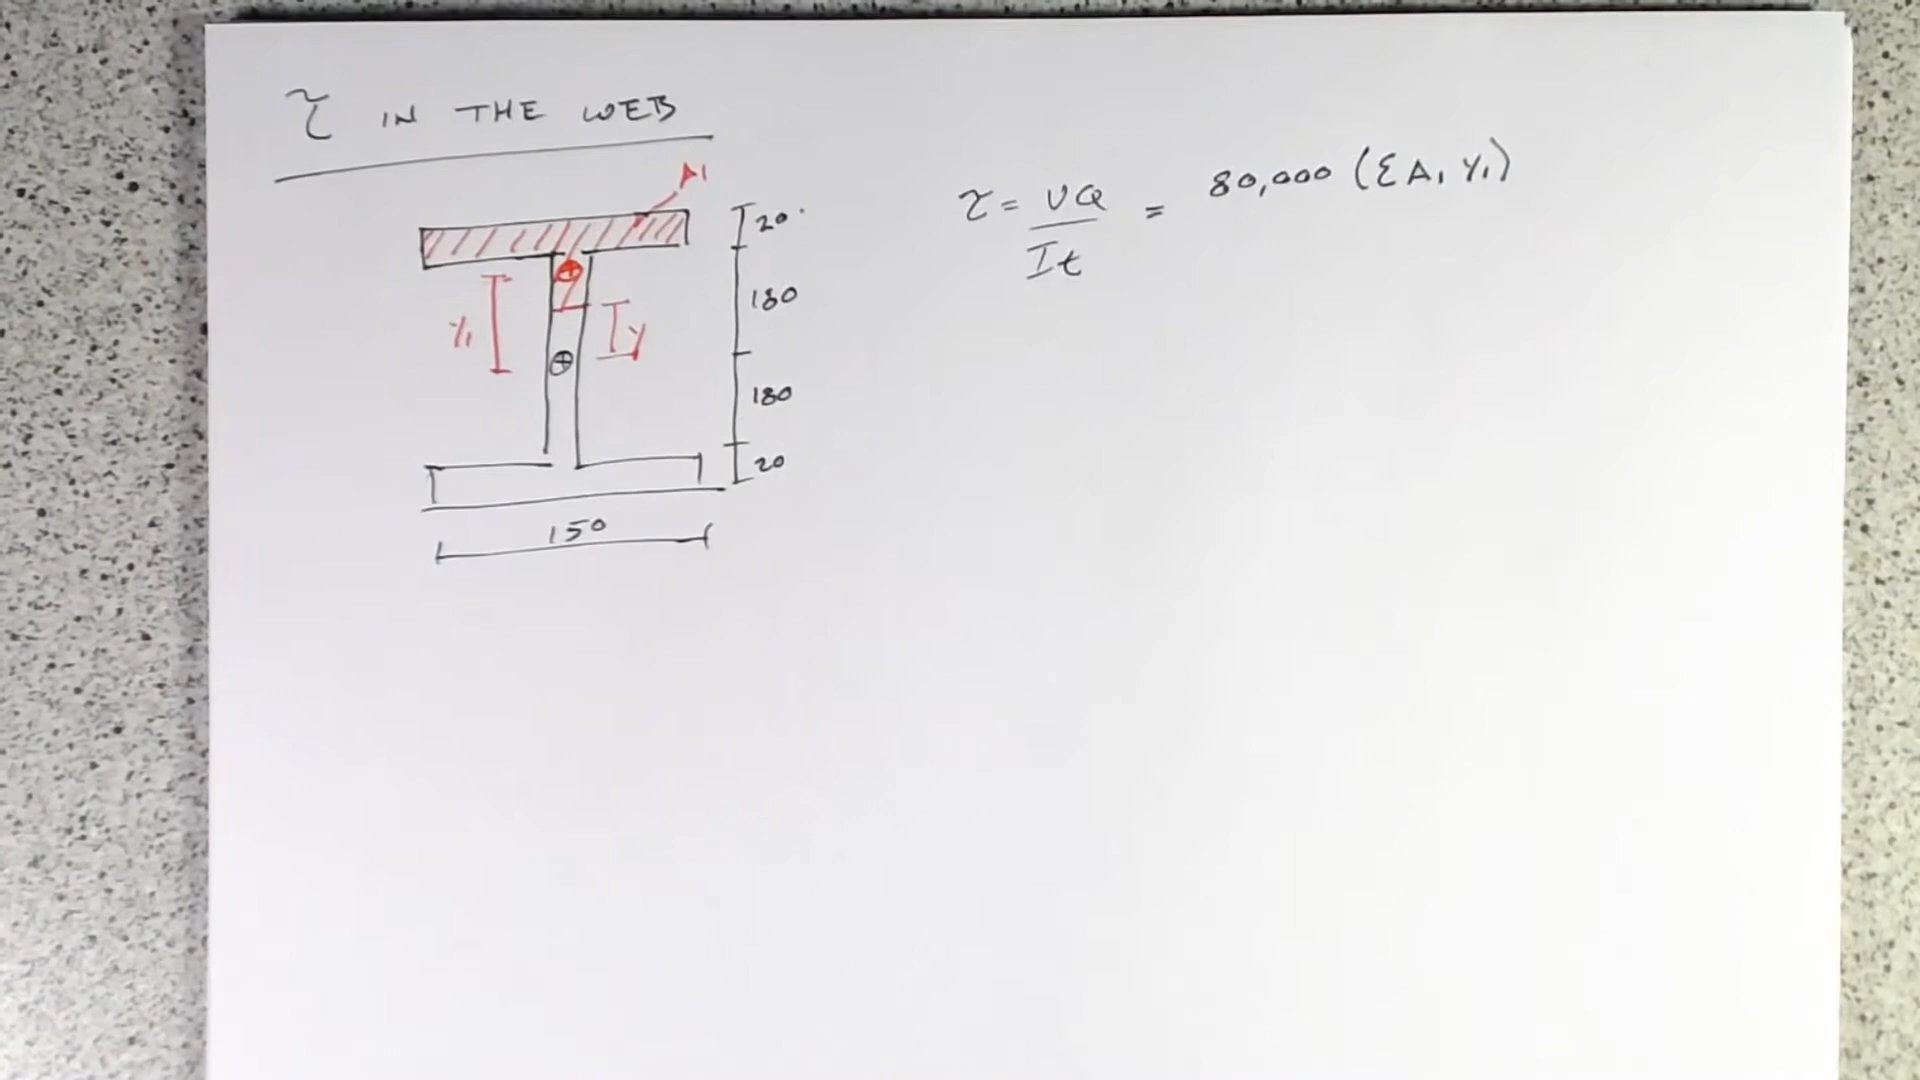 τ IN THE WEB
A1
20
180
180
20
y1
y
150
τ = VQ / It = 80,000 (ΣA1 y1)